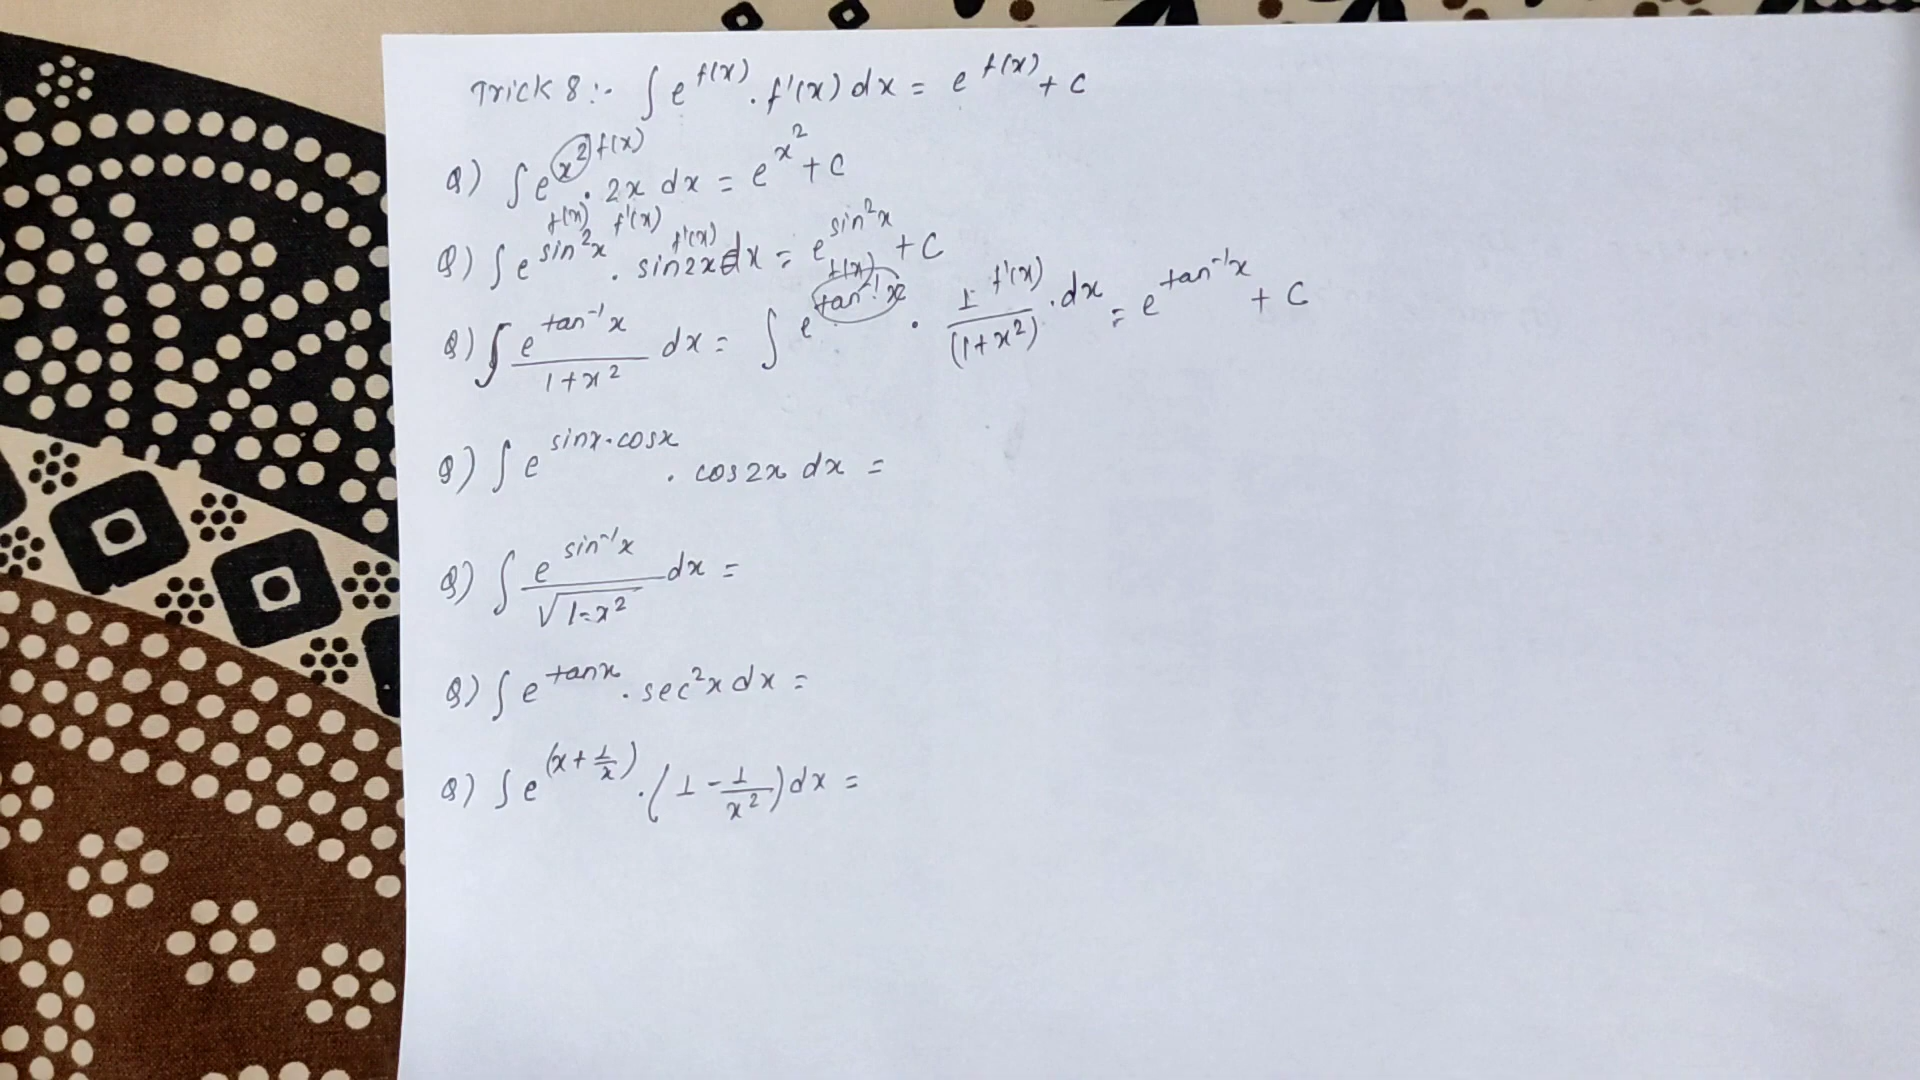 Trick 8 :- ∫e^f(x) . f'(x) dx = e^f(x) + c
Q) ∫e^x² f(x) . 2x f'(x) dx = e^x² + c
Q) ∫e^sin²x f(x) . sin2x f'(x) dx = e^sin²x + C
Q) ∫ e^tan⁻¹x / 1+x² dx = ∫ e^tan⁻¹x f(x) . 1/(1+x²) f'(x) . dx = e^tan⁻¹x + C
Q) ∫e^sinx.cosx . cos2x dx =
Q) ∫ e^sin⁻¹x / √1-x² dx =
Q) ∫e^tanx . sec²x dx =
Q) ∫e^(x+1/x) . (1 - 1/x²) dx =